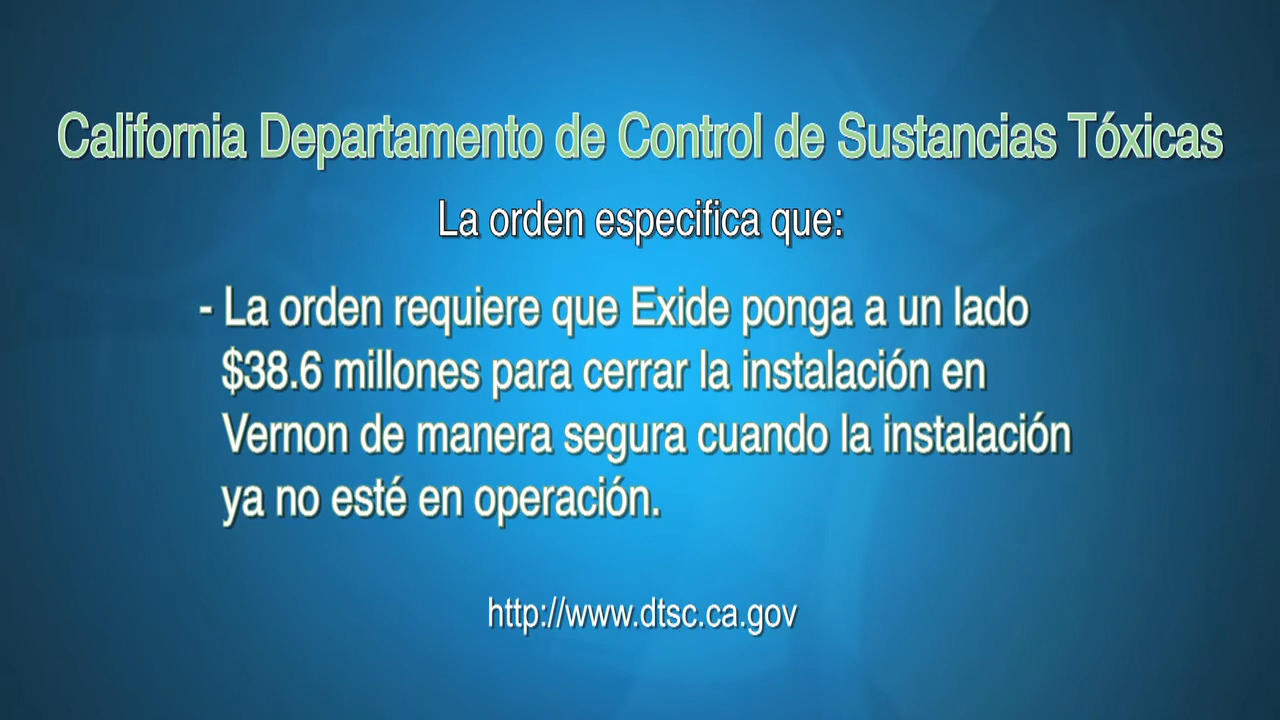 California Departamento de Control de Sustancias Tóxicas
La orden especifica que:
- La orden requiere que Exide ponga a un lado
$38.6 millones para cerrar la instalación en
Vernon de manera segura cuando la instalación
ya no esté en operación.
http://www.dtsc.ca.gov